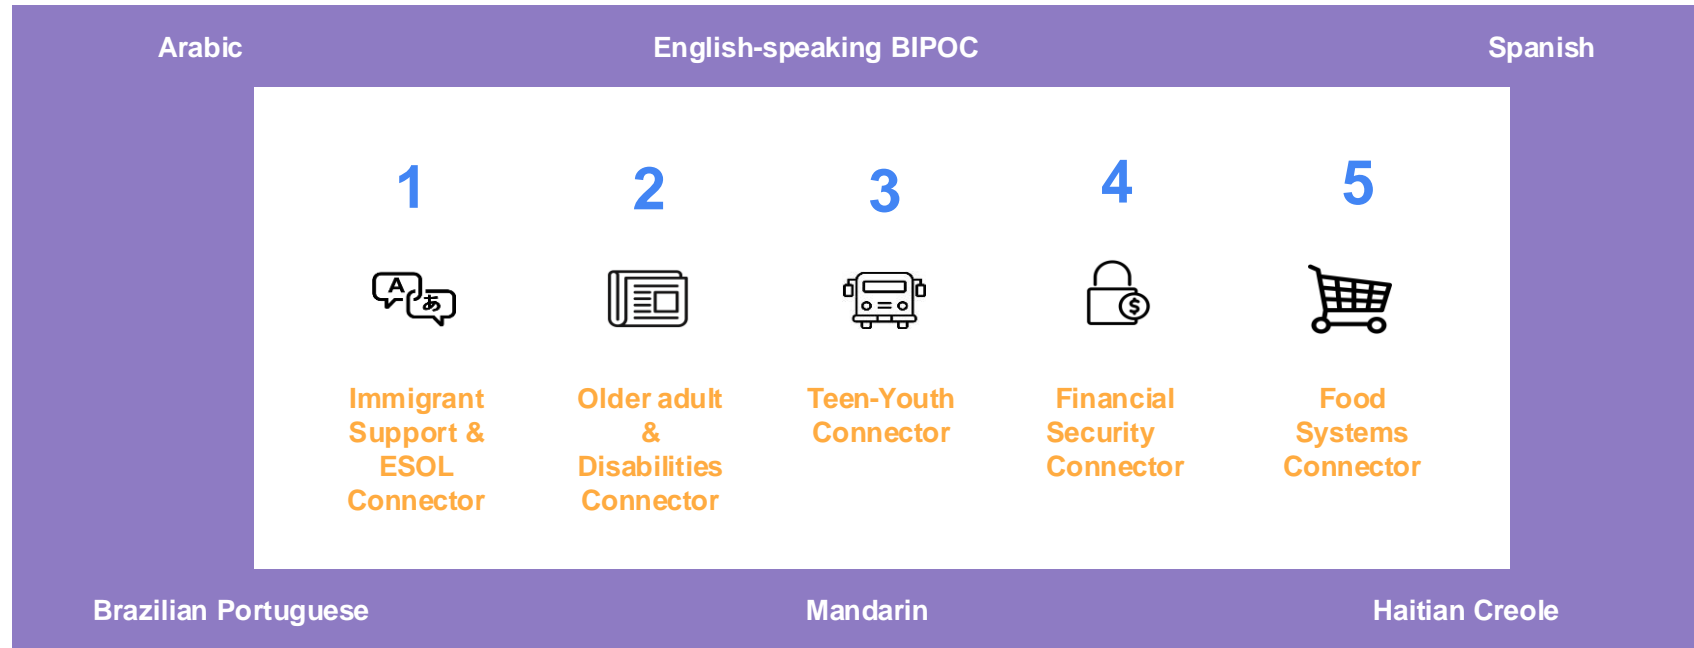 Arabic
English-speaking BIPOC
Spanish
1
2
3
4
5
A
あ
$
Immigrant
Support &
ESOL
Connector
Older adult
&
Disabilities
Connector
Teen-Youth
Connector
Financial
Security
Connector
Food
Systems
Connector
Brazilian Portuguese
Mandarin
Haitian Creole